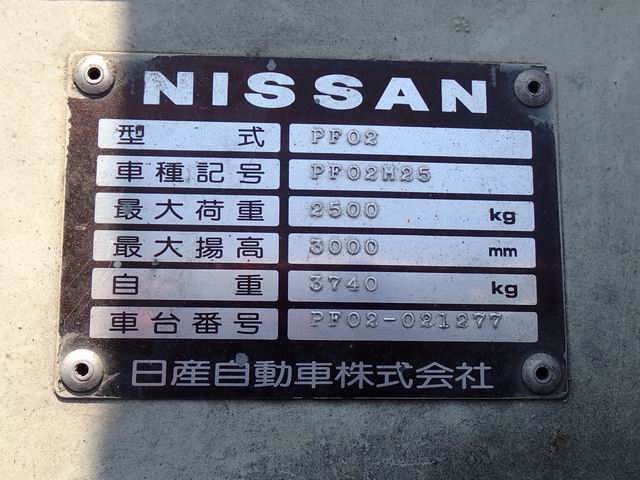 NISSAN
型式 PF02
車種記号 PF02H25
最大荷重 2500 kg
最大揚高 3000 mm
自重 3740 kg
車台番号 PF02-021277
日産自動車株式会社